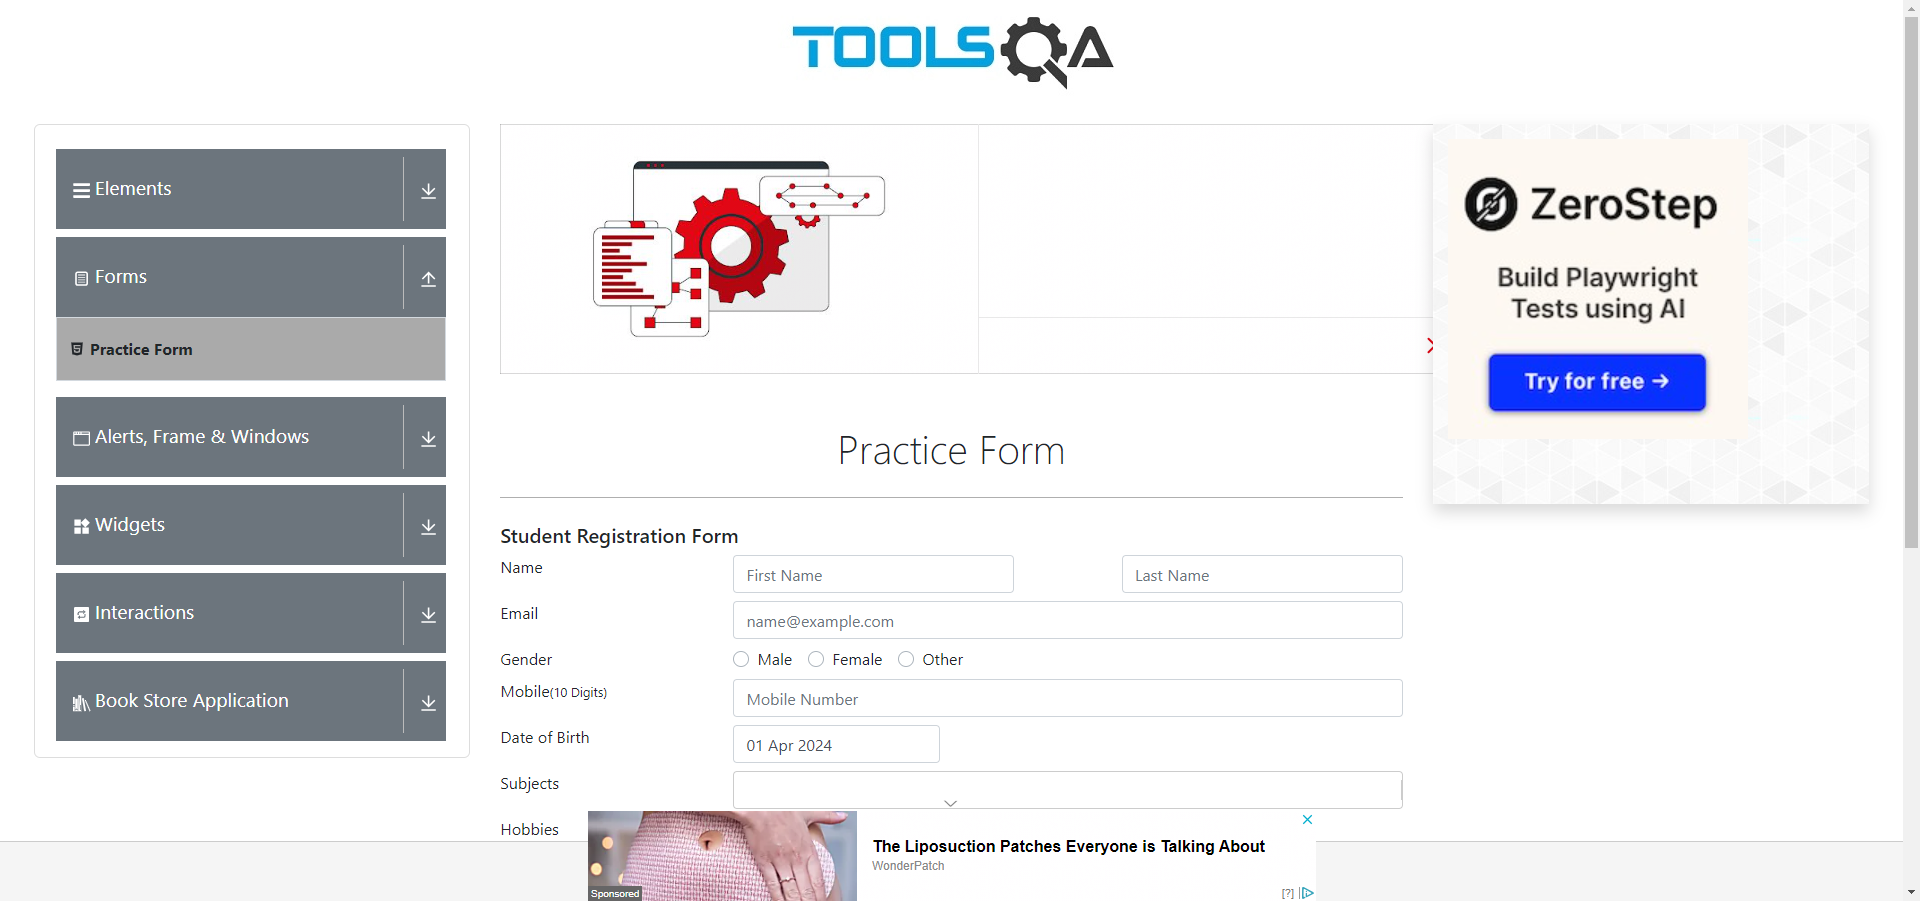 TOOLSQA
Elements
Forms
Practice Form
Alerts, Frame & Windows
Widgets
Interactions
Book Store Application
ZeroStep
Build Playwright
Tests using AI
Try for free →
Practice Form
Student Registration Form
Name
First Name
Last Name
Email
name@example.com
Gender
Male
Female
Other
Mobile(10 Digits)
Mobile Number
Date of Birth
01 Apr 2024
Subjects
Hobbies
Sponsored
The Liposuction Patches Everyone is Talking About
WonderPatch
[?]